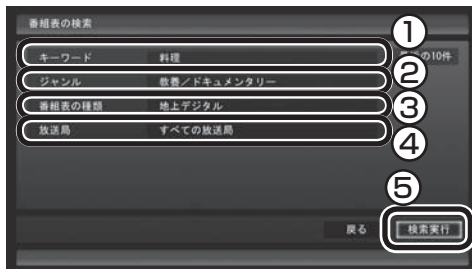 番組表の検索
①
キーワード 料理
の10件
②
ジャンル 教養／ドキュメンタリー
③
番組表の種類 地上デジタル
④
放送局 すべての放送局
⑤
戻る 検索実行